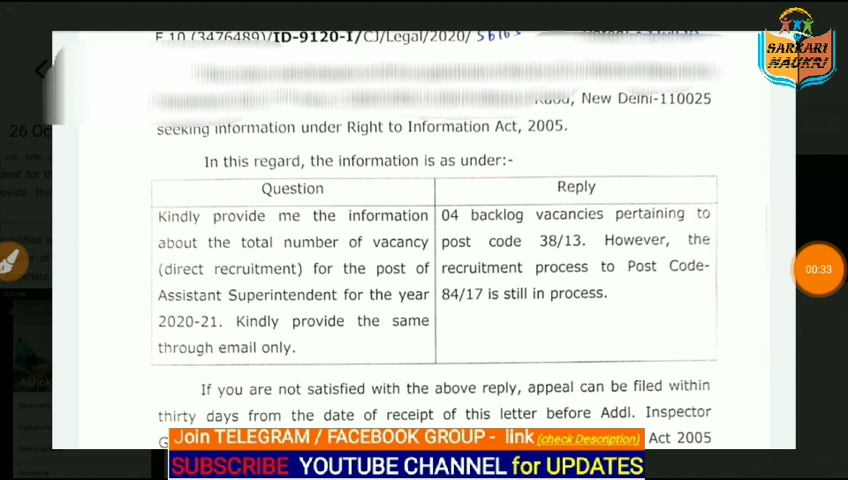 F.10 (3476489)/ID-9120-I/CJ/Legal/2020/ 56163
SARKARI
NAUKRI
New Delhi-110025
seeking information under Right to Information Act, 2005.
26 Oc
In this regard, the information is as under:-
Question
Reply
Kindly provide me the information
about the total number of vacancy
(direct recruitment) for the post of
Assistant Superintendent for the year
2020-21. Kindly provide the same
through email only.
04 backlog vacancies pertaining to
post code 38/13. However, the
recruitment process to Post Code-
84/17 is still in process.
00:33
If you are not satisfied with the above reply, appeal can be filed within
thirty days from the date of receipt of this letter before Addl. Inspector
G
Act 2005
Join TELEGRAM / FACEBOOK GROUP - link (check Description)
SUBSCRIBE YOUTUBE CHANNEL for UPDATES